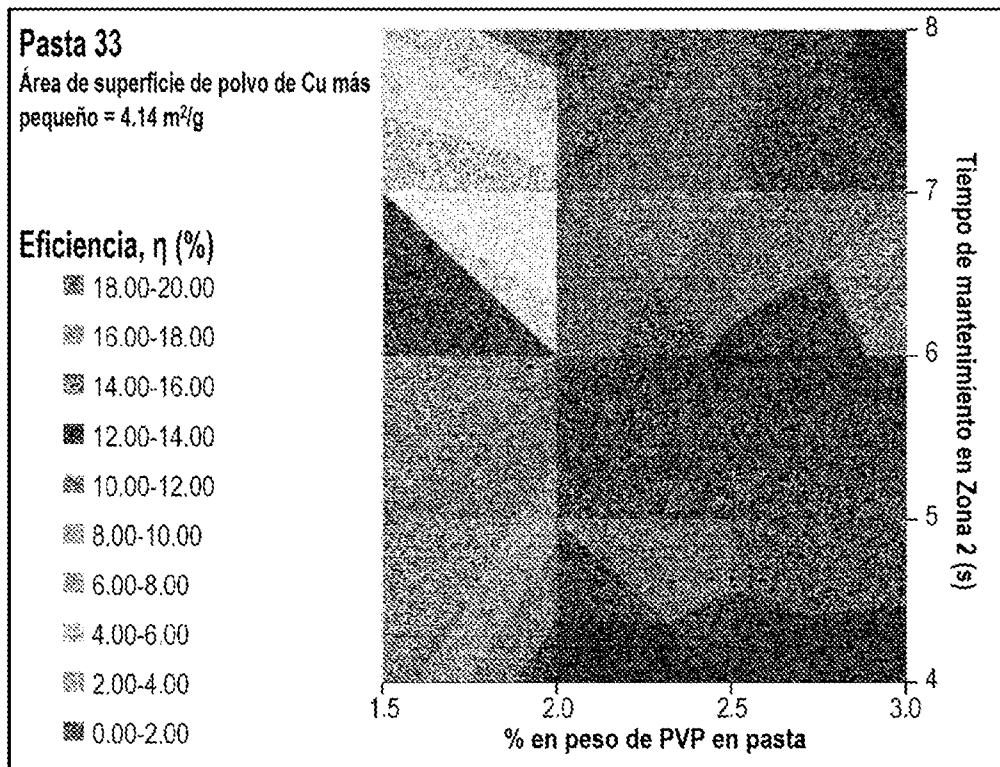 Pasta 33
Área de superficie de polvo de Cu más
pequeño = 4.14 m²/g
Eficiencia, η (%)
18.00-20.00
16.00-18.00
14.00-16.00
12.00-14.00
10.00-12.00
8.00-10.00
6.00-8.00
4.00-6.00
2.00-4.00
0.00-2.00
8
7
6
5
4
Tiempo de mantenimiento en Zona 2 (s)
1.5 2.0 2.5 3.0
% en peso de PVP en pasta